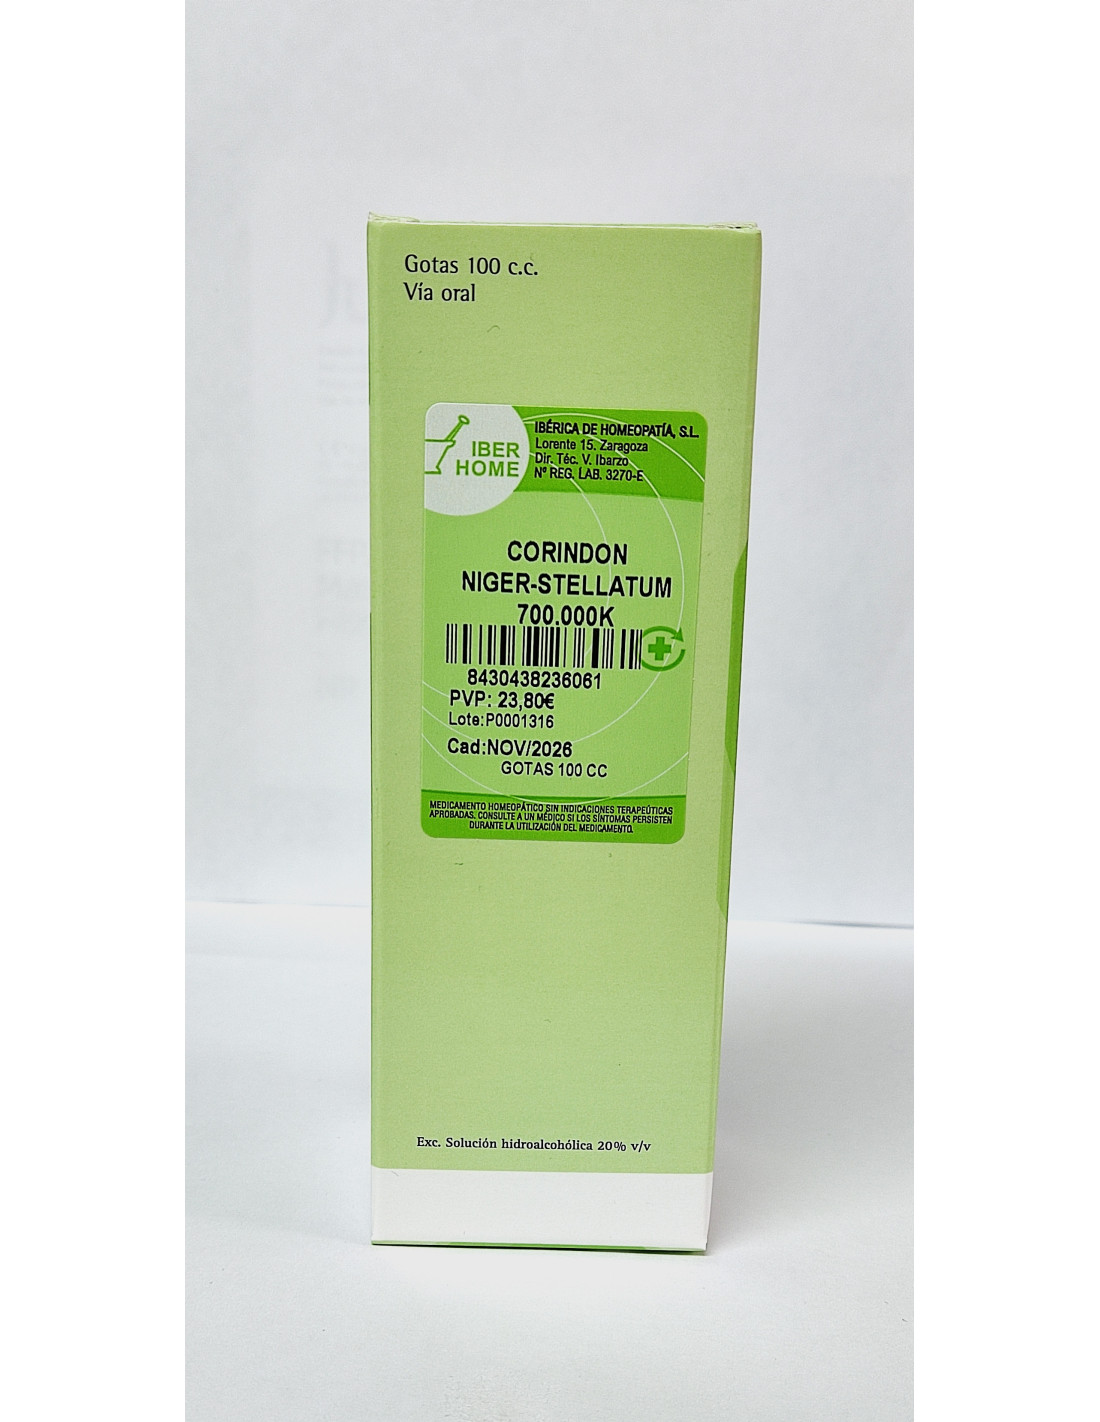 Gotas 100 c.c.
Vía oral
IBER
HOME
IBÉRICA DE HOMEOPATÍA, S.L.
Lorente 15. Zaragoza
Dir. Téc. V. Ibarzo
Nº REG. LAB. 3270-E
CORINDON
NIGER-STELLATUM
700.000K
8430438236061
PVP: 23,80€
Lote:P0001316
Cad:NOV/2026
GOTAS 100 CC
MEDICAMENTO HOMEOPÁTICO SIN INDICACIONES TERAPEÚTICAS
APROBADAS. CONSULTE A UN MÉDICO SI LOS SÍNTOMAS PERSISTEN
DURANTE LA UTILIZACIÓN DEL MEDICAMENTO.
Exc. Solución hidroalcohólica 20% v/v